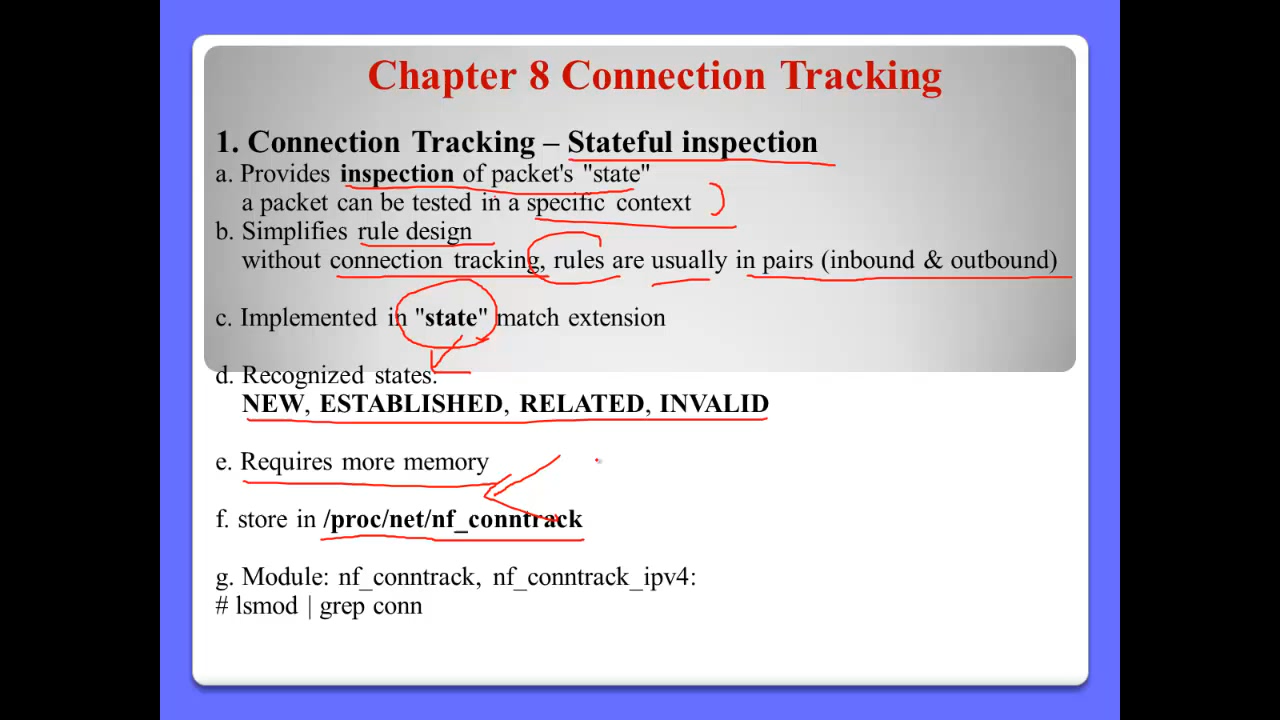 Chapter 8 Connection Tracking
1. Connection Tracking – Stateful inspection
a. Provides inspection of packet's "state"
a packet can be tested in a specific context
b. Simplifies rule design
without connection tracking, rules are usually in pairs (inbound & outbound)
c. Implemented in "state" match extension
d. Recognized states:
NEW, ESTABLISHED, RELATED, INVALID
e. Requires more memory
f. store in /proc/net/nf_conntrack
g. Module: nf_conntrack, nf_conntrack_ipv4:
# lsmod | grep conn